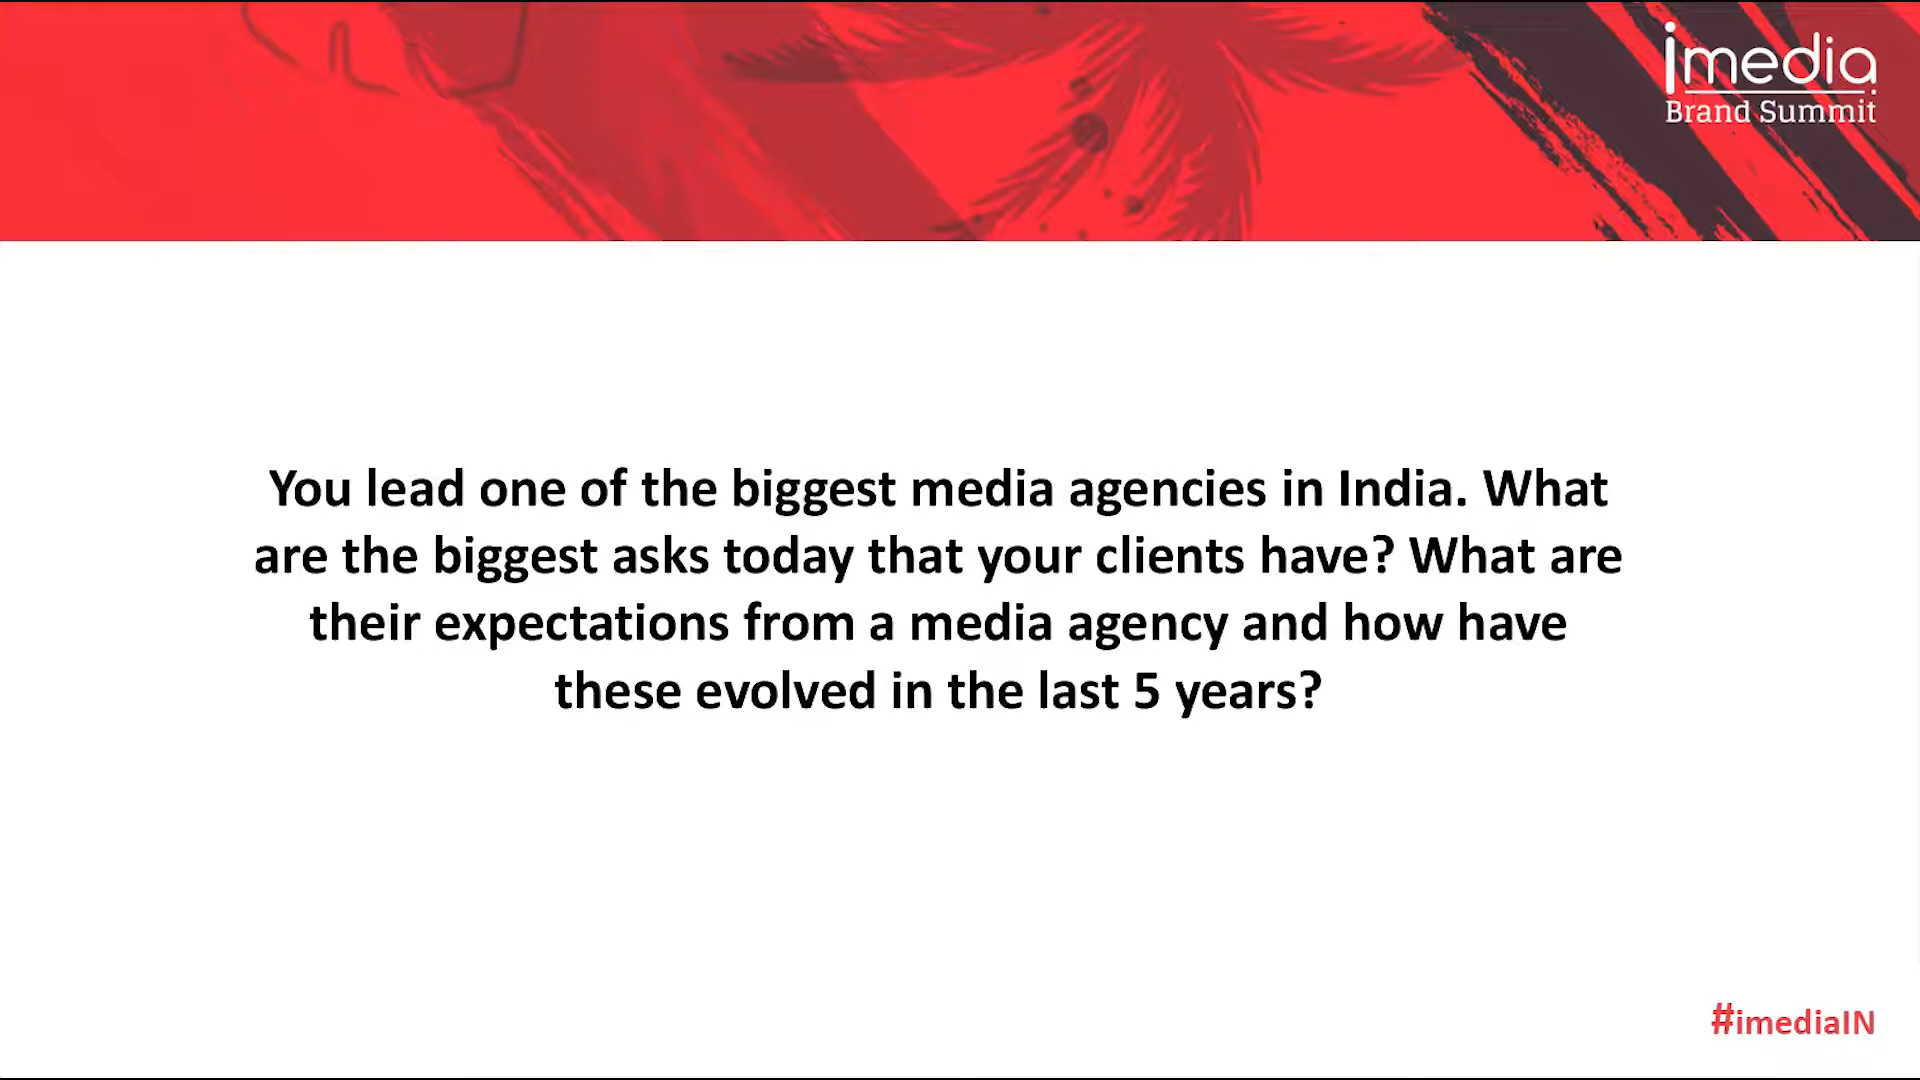 imedia
Brand Summit
You lead one of the biggest media agencies in India. What
are the biggest asks today that your clients have? What are
their expectations from a media agency and how have
these evolved in the last 5 years?
#imediaIN